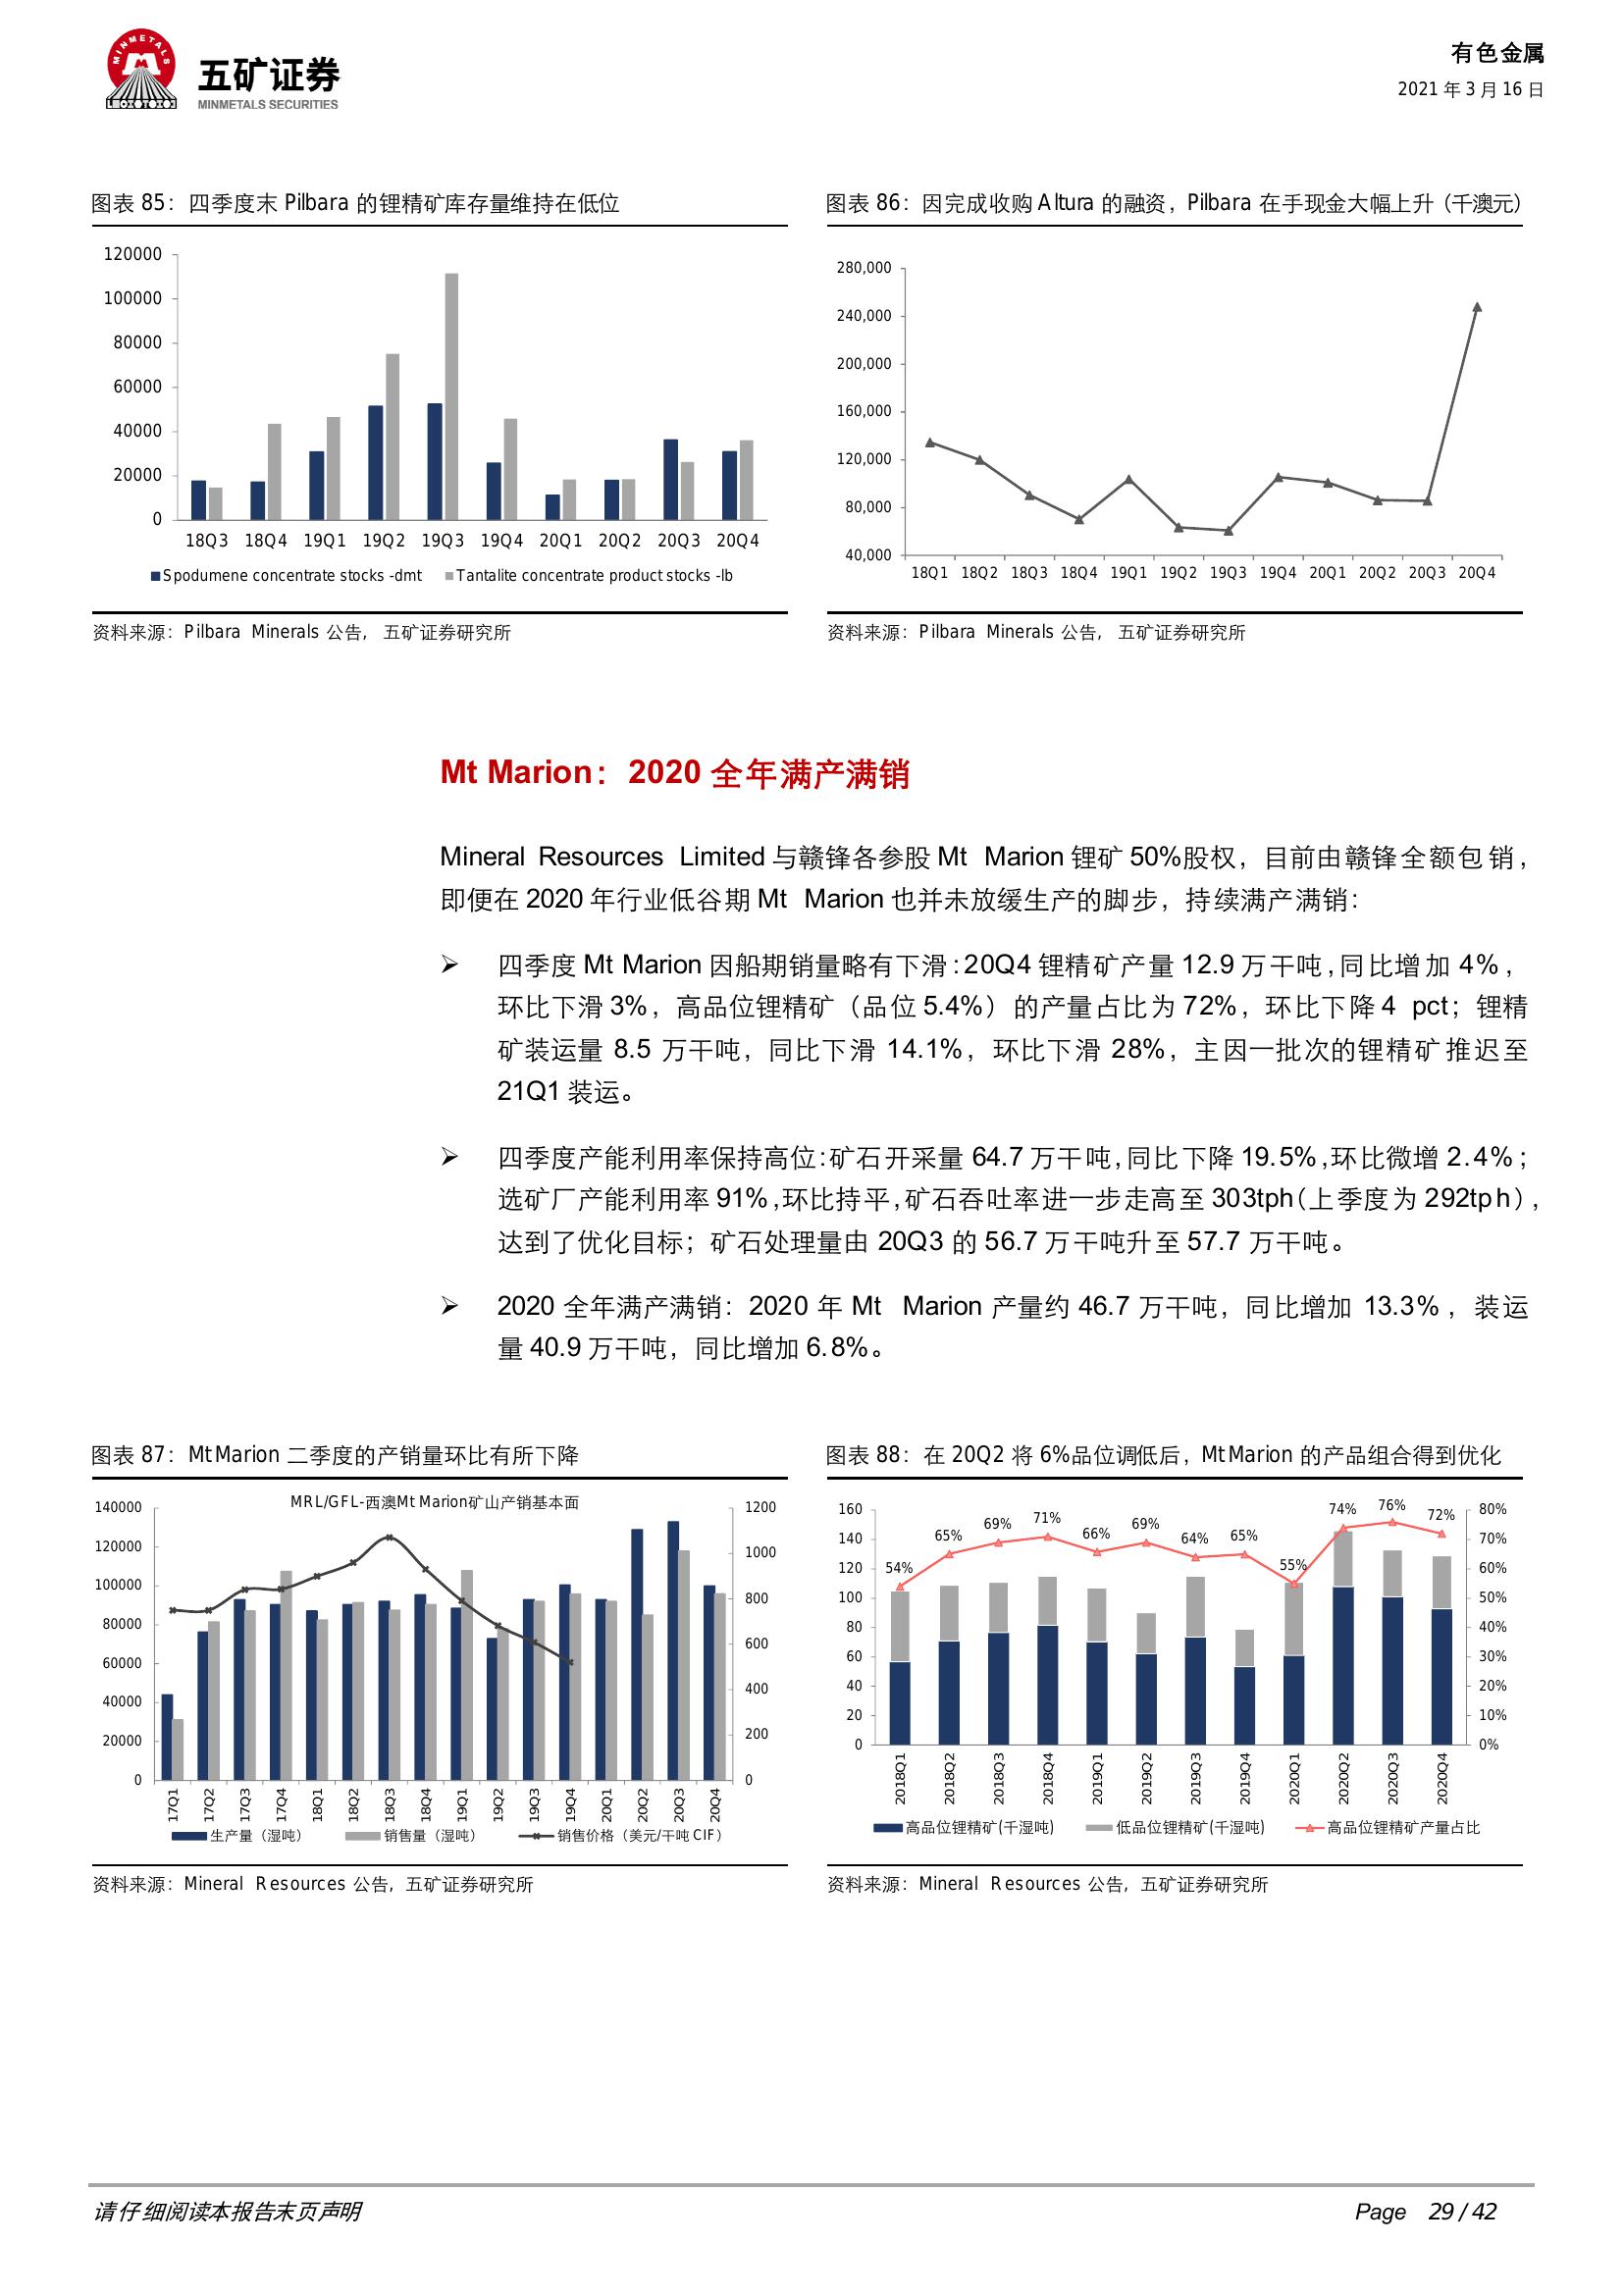 MINMETALS
五矿证券
MINMETALS SECURITIES
有色金属
2021 年 3 月 16 日
图表 85：四季度末 Pilbara 的锂精矿库存量维持在低位
120000
100000
80000
60000
40000
20000
0
18Q3 18Q4 19Q1 19Q2 19Q3 19Q4 20Q1 20Q2 20Q3 20Q4
Spodumene concentrate stocks -dmt Tantalite concentrate product stocks -lb
资料来源：Pilbara Minerals 公告，五矿证券研究所
图表 86：因完成收购 Altura 的融资，Pilbara 在手现金大幅上升（千澳元）
280,000
240,000
200,000
160,000
120,000
80,000
40,000
18Q1 18Q2 18Q3 18Q4 19Q1 19Q2 19Q3 19Q4 20Q1 20Q2 20Q3 20Q4
资料来源：Pilbara Minerals 公告，五矿证券研究所
Mt Marion：2020 全年满产满销
Mineral Resources Limited 与赣锋各参股 Mt Marion 锂矿 50%股权，目前由赣锋全额包销，
即便在 2020 年行业低谷期 Mt Marion 也并未放缓生产的脚步，持续满产满销：
➢ 四季度 Mt Marion 因船期销量略有下滑：20Q4 锂精矿产量 12.9 万干吨，同比增加 4%，
环比下滑 3%，高品位锂精矿（品位 5.4%）的产量占比为 72%，环比下降 4 pct；锂精
矿装运量 8.5 万干吨，同比下滑 14.1%，环比下滑 28%，主因一批次的锂精矿推迟至
21Q1 装运。
➢ 四季度产能利用率保持高位：矿石开采量 64.7 万干吨，同比下降 19.5%，环比微增 2.4%；
选矿厂产能利用率 91%，环比持平，矿石吞吐率进一步走高至 303tph（上季度为 292tph），
达到了优化目标；矿石处理量由 20Q3 的 56.7 万干吨升至 57.7 万干吨。
➢ 2020 全年满产满销：2020 年 Mt Marion 产量约 46.7 万干吨，同比增加 13.3%，装运
量 40.9 万干吨，同比增加 6.8%。
图表 87：Mt Marion 二季度的产销量环比有所下降
MRL/GFL-西澳Mt Marion矿山产销基本面
140000
120000
100000
80000
60000
40000
20000
0
1200
1000
800
600
400
200
0
17Q1 17Q2 17Q3 17Q4 18Q1 18Q2 18Q3 18Q4 19Q1 19Q2 19Q3 19Q4 20Q1 20Q2 20Q3 20Q4
生产量（湿吨） 销售量（湿吨） 销售价格（美元/干吨 CIF）
资料来源：Mineral Resources 公告，五矿证券研究所
图表 88：在 20Q2 将 6%品位调低后，Mt Marion 的产品组合得到优化
160
140
120
100
80
60
40
20
0
54% 65% 69% 71% 66% 69% 64% 65% 55% 74% 76% 72%
80%
70%
60%
50%
40%
30%
20%
10%
0%
2018Q1 2018Q2 2018Q3 2018Q4 2019Q1 2019Q2 2019Q3 2019Q4 2020Q1 2020Q2 2020Q3 2020Q4
高品位锂精矿(千湿吨) 低品位锂精矿(千湿吨) 高品位锂精矿产量占比
资料来源：Mineral Resources 公告，五矿证券研究所
请仔细阅读本报告末页声明
Page 29 / 42